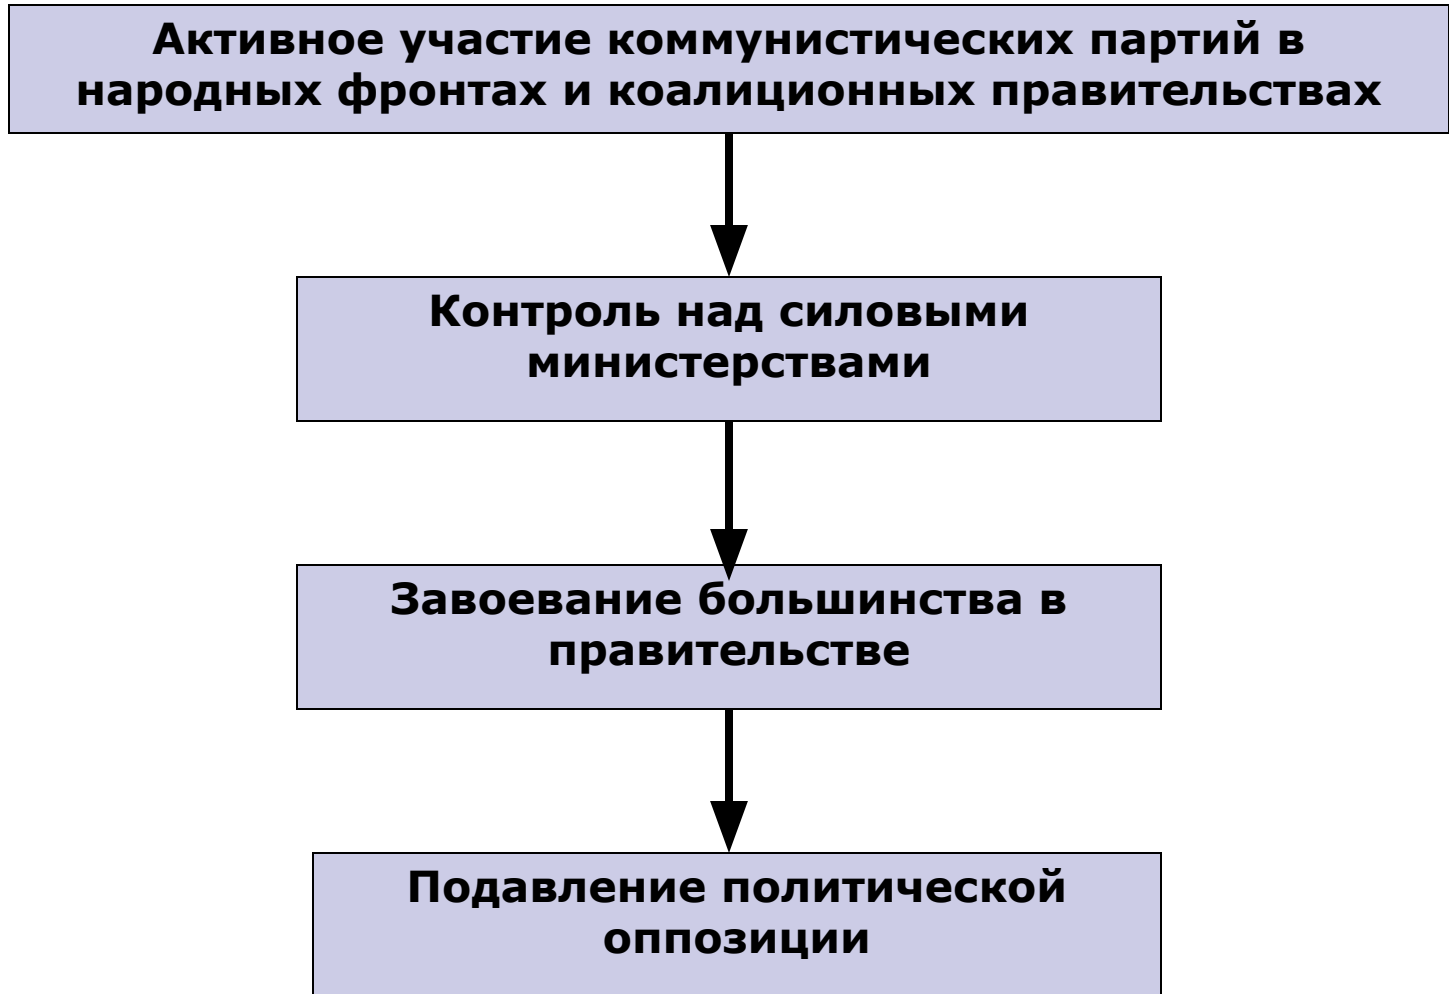 Активное участие коммунистических партий в
народных фронтах и коалиционных правительствах
Контроль над силовыми
министерствами
Завоевание большинства в
правительстве
Подавление политической
оппозиции